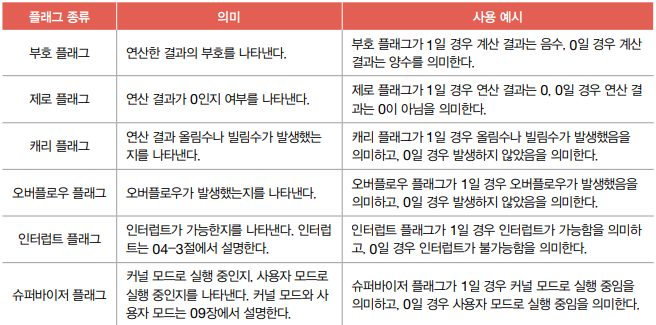 플래그 종류
의미
사용 예시
부호 플래그
연산한 결과의 부호를 나타낸다.
부호 플래그가 1일 경우 계산 결과는 음수, 0일 경우 계산
결과는 양수를 의미한다.
제로 플래그
연산 결과가 0인지 여부를 나타낸다.
제로 플래그가 1일 경우 연산 결과는 0, 0일 경우 연산 결
과는 0이 아님을 의미한다.
캐리 플래그
연산 결과 올림수나 빌림수가 발생했는
지를 나타낸다.
캐리 플래그가 1일 경우 올림수나 빌림수가 발생했음을
의미하고, 0일 경우 발생하지 않았음을 의미한다.
오버플로우 플래그
오버플로우가 발생했는지를 나타낸다.
오버플로우 플래그가 1일 경우 오버플로우가 발생했음을
의미하고, 0일 경우 발생하지 않았음을 의미한다.
인터럽트 플래그
인터럽트가 가능한지를 나타낸다. 인터럽
트는 04-3절에서 설명한다.
인터럽트 플래그가 1일 경우 인터럽트가 가능함을 의미하
고, 0일 경우 인터럽트가 불가능함을 의미한다.
슈퍼바이저 플래그
커널 모드로 실행 중인지, 사용자 모드로
실행 중인지를 나타낸다. 커널 모드와 사
용자 모드는 09장에서 설명한다.
슈퍼바이저 플래그가 1일 경우 커널 모드로 실행 중임을
의미하고, 0일 경우 사용자 모드로 실행 중임을 의미한다.